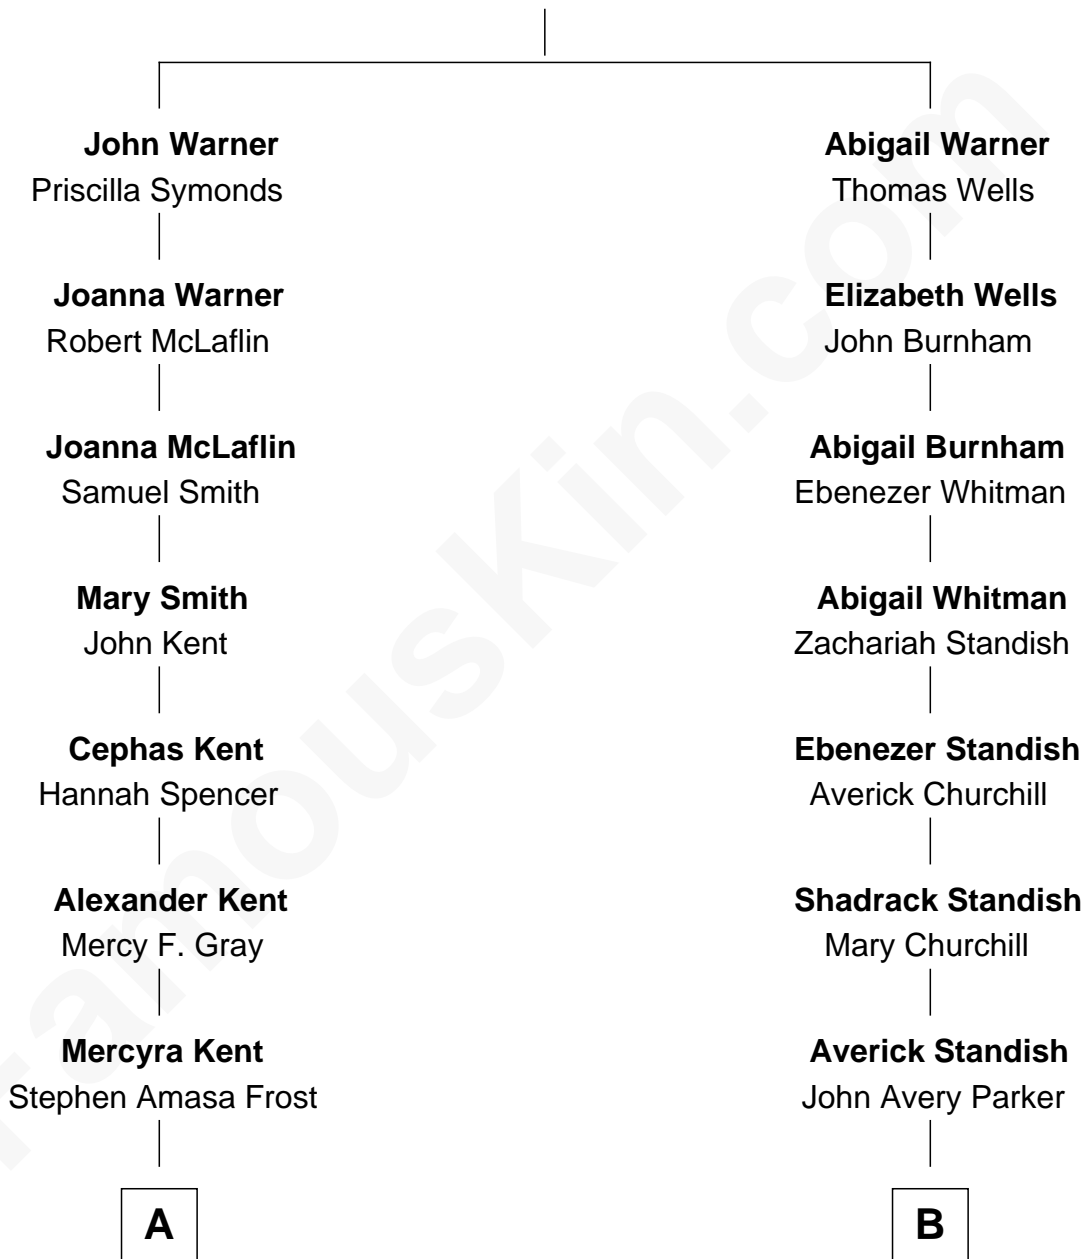 John Warner
Priscilla Symonds
Joanna Warner
Robert McLaflin
Joanna McLaflin
Samuel Smith
Mary Smith
John Kent
Cephas Kent
Hannah Spencer
Alexander Kent
Mercy F. Gray
Mercyra Kent
Stephen Amasa Frost
A
Abigail Warner
Thomas Wells
Elizabeth Wells
John Burnham
Abigail Burnham
Ebenezer Whitman
Abigail Whitman
Zachariah Standish
Ebenezer Standish
Averick Churchill
Shadrack Standish
Mary Churchill
Averick Standish
John Avery Parker
B
FamousKin.com